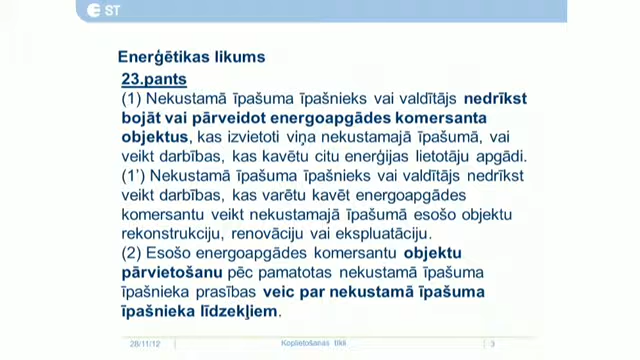 ST
Enerģētikas likums
23.pants
(1) Nekustamā īpašuma īpašnieks vai valdītājs nedrīkst
bojāt vai pārveidot energoapgādes komersanta
objektus, kas izvietoti viņa nekustamajā īpašumā, vai
veikt darbības, kas kavētu citu enerģijas lietotāju apgādi.
(1') Nekustamā īpašuma īpašnieks vai valdītājs nedrīkst
veikt darbības, kas varētu kavēt energoapgādes
komersantu veikt nekustamajā īpašumā esošo objektu
rekonstrukciju, renovāciju vai ekspluatāciju.
(2) Esošo energoapgādes komersantu objektu
pārvietošanu pēc pamatotas nekustamā īpašuma
īpašnieka prasības veic par nekustamā īpašuma
īpašnieka līdzekļiem.
28/11/12 Koplietošanas tīkli 3